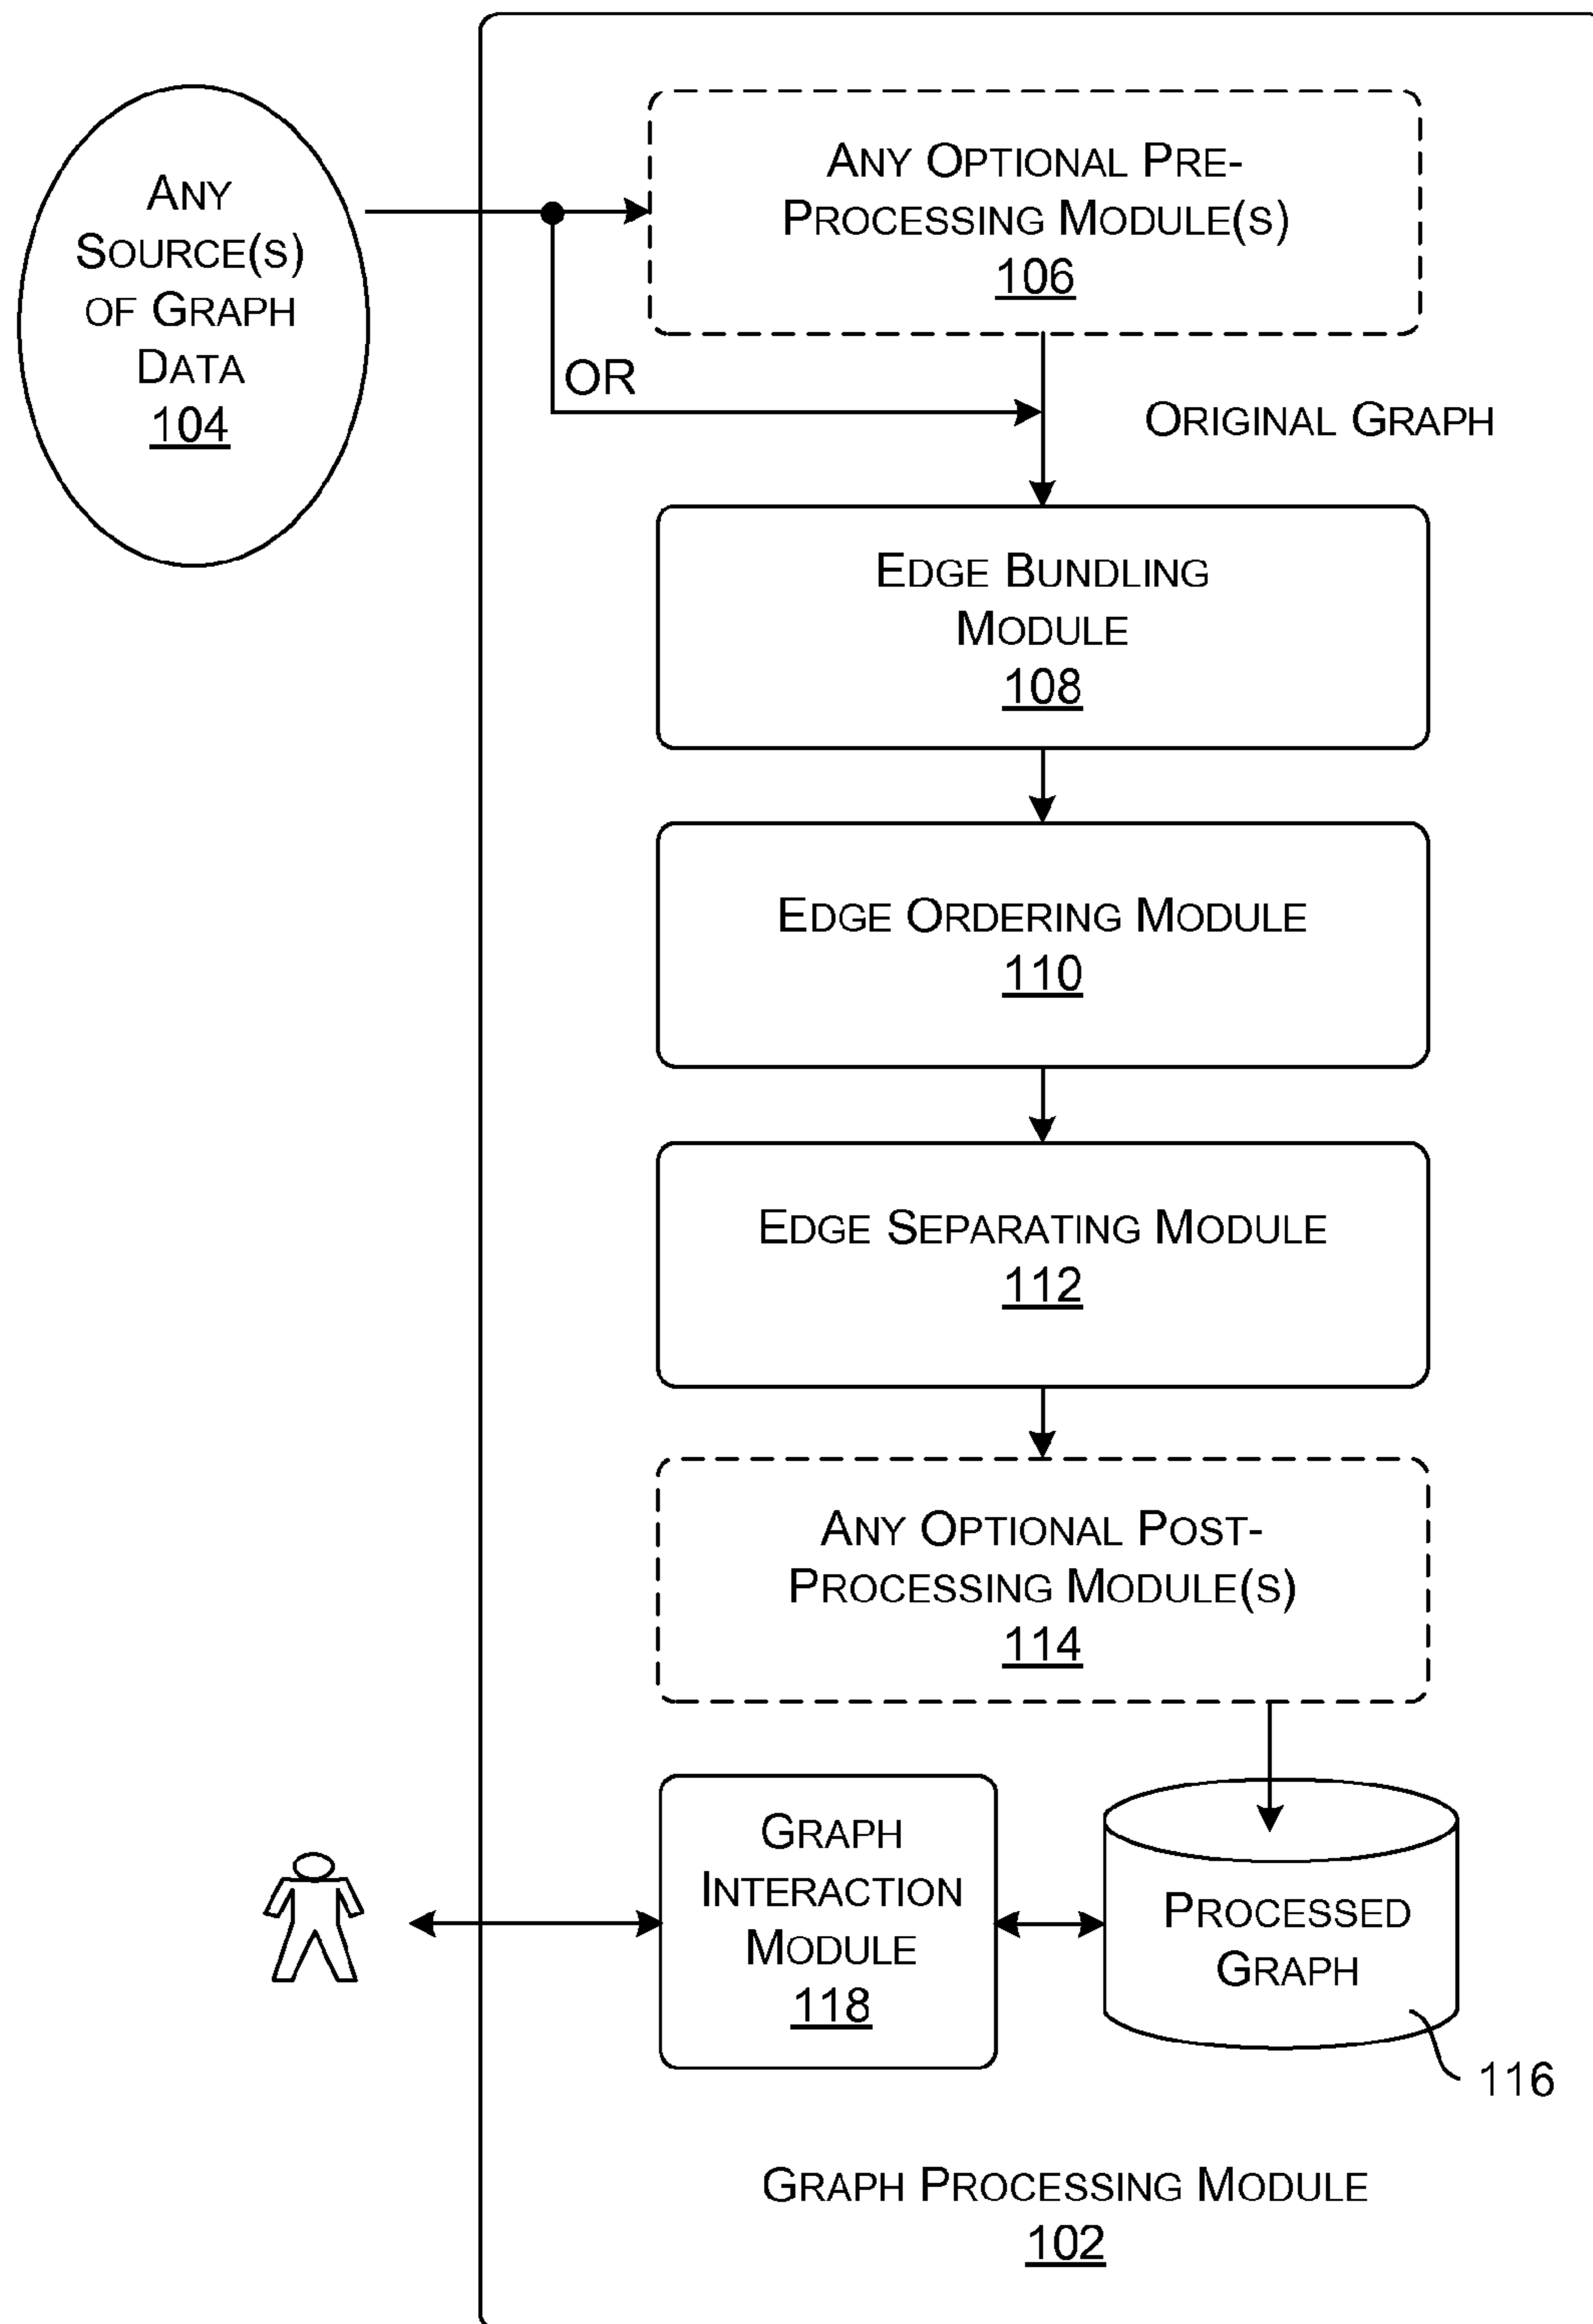 Any
Source(s)
of Graph
Data
104
Any Optional Pre-
Processing Module(s)
106
OR
Original Graph
Edge Bundling
Module
108
Edge Ordering Module
110
Edge Separating Module
112
Any Optional Post-
Processing Module(s)
114
Graph
Interaction
Module
118
Processed
Graph
116
Graph Processing Module
102